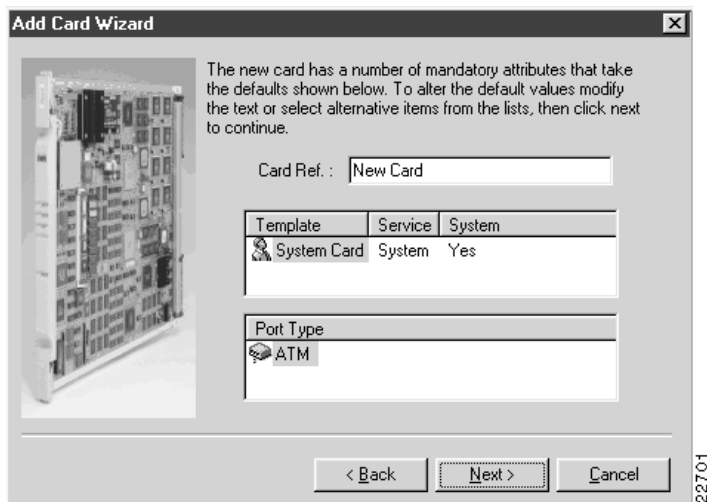 Add Card Wizard
The new card has a number of mandatory attributes that take
the defaults shown below. To alter the default values modify
the text or select alternative items from the lists, then click next
to continue.
Card Ref. : New Card
Template Service System
System Card System Yes
Port Type
ATM
< Back Next > Cancel
22701